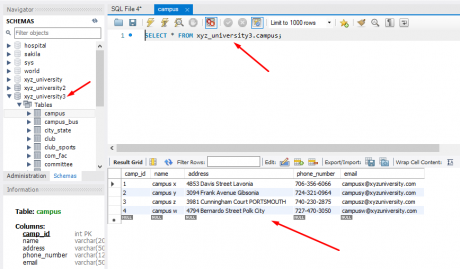 Navigator
SCHEMAS
Filter objects
hospital
sakila
sys
world
xyz_university
xyz_university2
xyz_university3
Tables
campus
campus_bus
city_state
club
club_sports
com_fac
committee
Administration Schemas
Information
Table: campus
Columns:
camp_id int PK
name varchar(20
address varchar(50
phone_number varchar(12
email varchar(50
SQL File 4* campus
Limit to 1000 rows
1 SELECT * FROM xyz_university3.campus;
Result Grid Filter Rows: Edit: Export/Import: Wrap Cell Content:
camp_id name address phone_number email
1 campus x 4853 Davis Street Lavonia 706-356-6066 campusx@xyzuniversity.com
2 campus y 3094 Frank Avenue Gibsonia 724-321-0964 campusy@xyzuniversity.com
3 campus z 3981 Cunningham Court PORTSMOUTH 740-230-2875 campusz@xyzuniversity.com
4 campus w 4794 Bernardo Street Polk City 727-470-3050 campusw@xyzuniversity.com
NULL NULL NULL NULL NULL